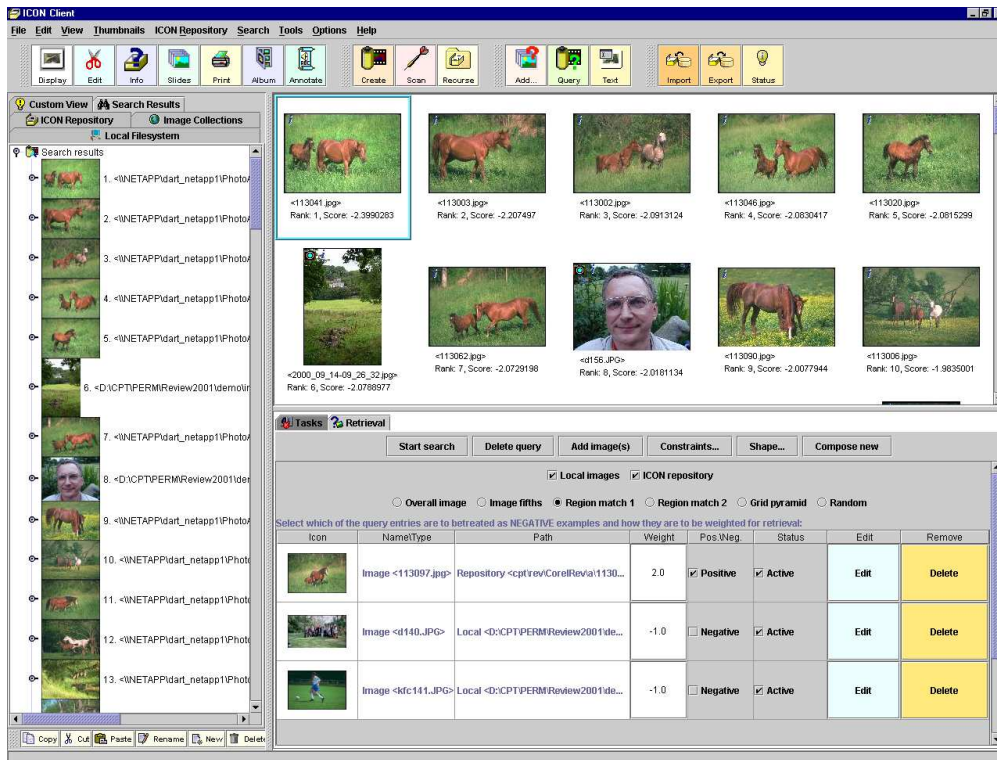 ICON Client
File Edit View Thumbnails ICON Repository Search Tools Options Help
Display Edit Info Slides Print Album Annotate Create Scan Recourse Add... Query Text Import Export Status
Custom View Search Results
ICON Repository Image Collections
Local Filesystem
Search results
1. <\\NETAPP\dart_netapp1\Photo
2. <\\NETAPP\dart_netapp1\Photo
3. <\\NETAPP\dart_netapp1\Photo
4. <\\NETAPP\dart_netapp1\Photo
5. <\\NETAPP\dart_netapp1\Photo
6. <D:\CPT\PERM\Review2001\demo\ir
7. <\\NETAPP\dart_netapp1\Photo
8. <D:\CPT\PERM\Review2001\der
9. <\\NETAPP\dart_netapp1\Photo
10. <\\NETAPP\dart_netapp1\Phot
11. <\\NETAPP\dart_netapp1\Phot
12. <\\NETAPP\dart_netapp1\Phot
13. <\\NETAPP\dart_netapp1\Phot
Copy Cut Paste Rename New Delet
<113041.jpg> <113003.jpg> <113002.jpg> <113046.jpg> <113020.jpg>
Rank: 1, Score: -2.3990283 Rank: 2, Score: -2.207497 Rank: 3, Score: -2.0913124 Rank: 4, Score: -2.0830417 Rank: 5, Score: -2.0815299
<2000_09_14-09_26_32.jpg> <113062.jpg> <d156.JPG> <113090.jpg> <113006.jpg>
Rank: 6, Score: -2.0788977 Rank: 7, Score: -2.0729198 Rank: 8, Score: -2.0181134 Rank: 9, Score: -2.0077944 Rank: 10, Score: -1.9835001
Tasks Retrieval
Start search Delete query Add image(s) Constraints... Shape... Compose new
Local images ICON repository
Overall image Image fifths Region match 1 Region match 2 Grid pyramid Random
Select which of the query entries are to betreated as NEGATIVE examples and how they are to be weighted for retrieval:
Icon Name\Type Path Weight Pos.\Neg. Status Edit Remove
Image <113097.jpg> Repository <cpt\rev\CorelRev\a\1130... 2.0 Positive Active Edit Delete
Image <d140.JPG> Local <D:\CPT\PERM\Review2001\de... -1.0 Negative Active Edit Delete
Image <kfc141.JPG> Local <D:\CPT\PERM\Review2001\de... -1.0 Negative Active Edit Delete